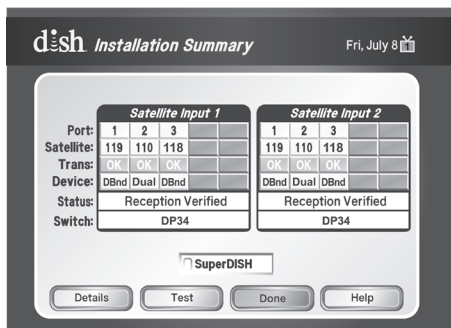 dish Installation Summary Fri, July 8 1
Satellite Input 1 Satellite Input 2
Port: 1 2 3 1 2 3
Satellite: 119 110 118 119 110 118
Trans: OK OK OK OK OK OK
Device: DBnd Dual DBnd DBnd Dual DBnd
Status: Reception Verified Reception Verified
Switch: DP34 DP34
SuperDISH
Details Test Done Help